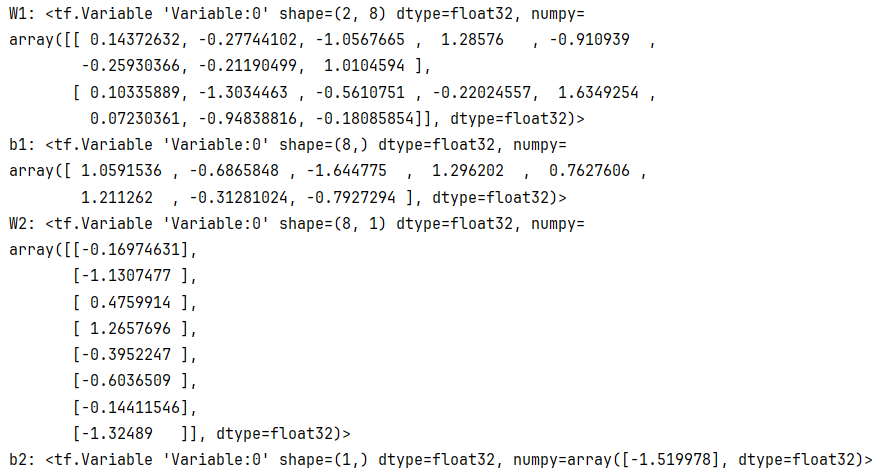 W1: <tf.Variable 'Variable:0' shape=(2, 8) dtype=float32, numpy=
array([[ 0.14372632, -0.27744102, -1.0567665 ,  1.28576   , -0.910939  ,
        -0.25930366, -0.21190499,  1.0104594 ],
       [ 0.10335889, -1.3034463 , -0.5610751 , -0.22024557,  1.6349254 ,
         0.07230361, -0.94838816, -0.18085854]], dtype=float32)>
b1: <tf.Variable 'Variable:0' shape=(8,) dtype=float32, numpy=
array([ 1.0591536 , -0.6865848 , -1.644775  ,  1.296202  ,  0.7627606 ,
        1.211262  , -0.31281024, -0.7927294 ], dtype=float32)>
W2: <tf.Variable 'Variable:0' shape=(8, 1) dtype=float32, numpy=
array([[-0.16974631],
       [-1.1307477 ],
       [ 0.4759914 ],
       [ 1.2657696 ],
       [-0.3952247 ],
       [-0.6036509 ],
       [-0.14411546],
       [-1.32489   ]], dtype=float32)>
b2: <tf.Variable 'Variable:0' shape=(1,) dtype=float32, numpy=array([-1.519978], dtype=float32)>